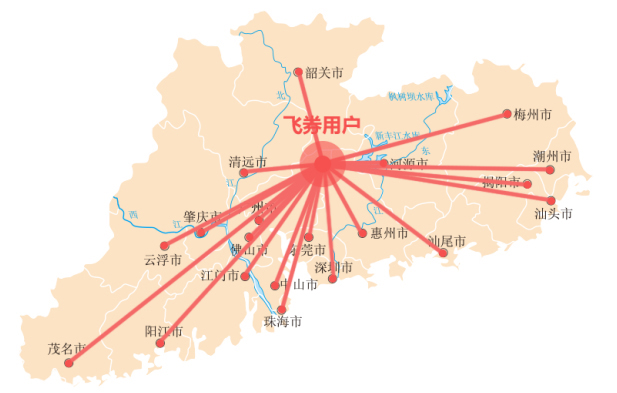 韶关市
枫树坝水库
北
梅州市
飞券用户
新丰江水库
东
潮州市
清远市
河源市
揭阳市
江
西
江
肇庆市
州
江
汕头市
惠州市
汕尾市
云浮市
佛山市
东莞市
深圳市
江门市
中山市
珠海市
阳江市
茂名市